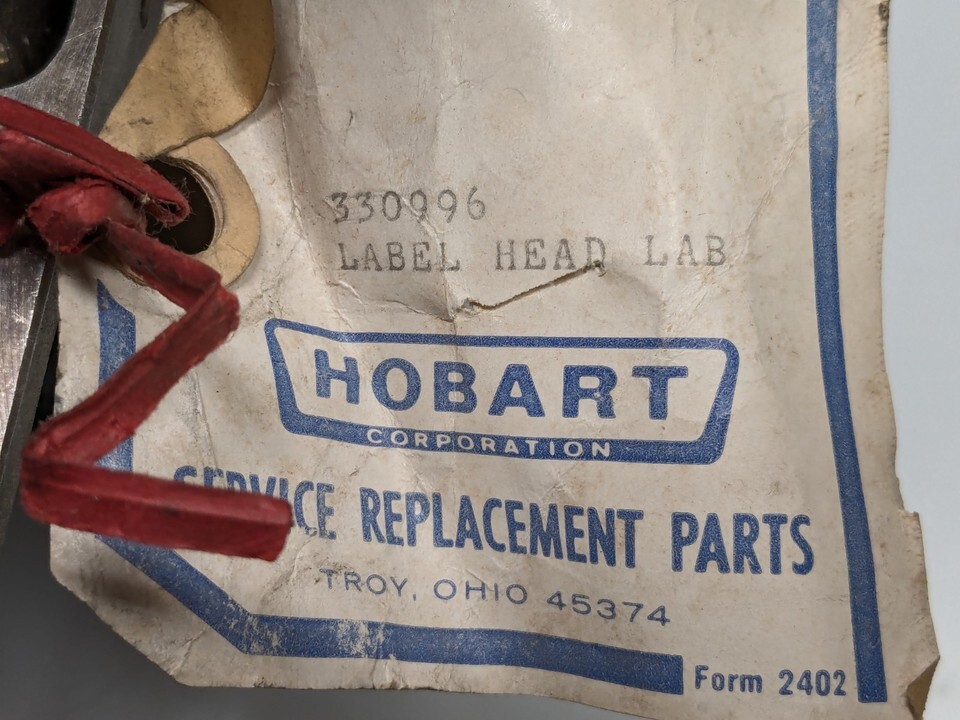 330996
LABEL HEAD LAB
HOBART
CORPORATION
SERVICE REPLACEMENT PARTS
TROY, OHIO 45374
Form 2402